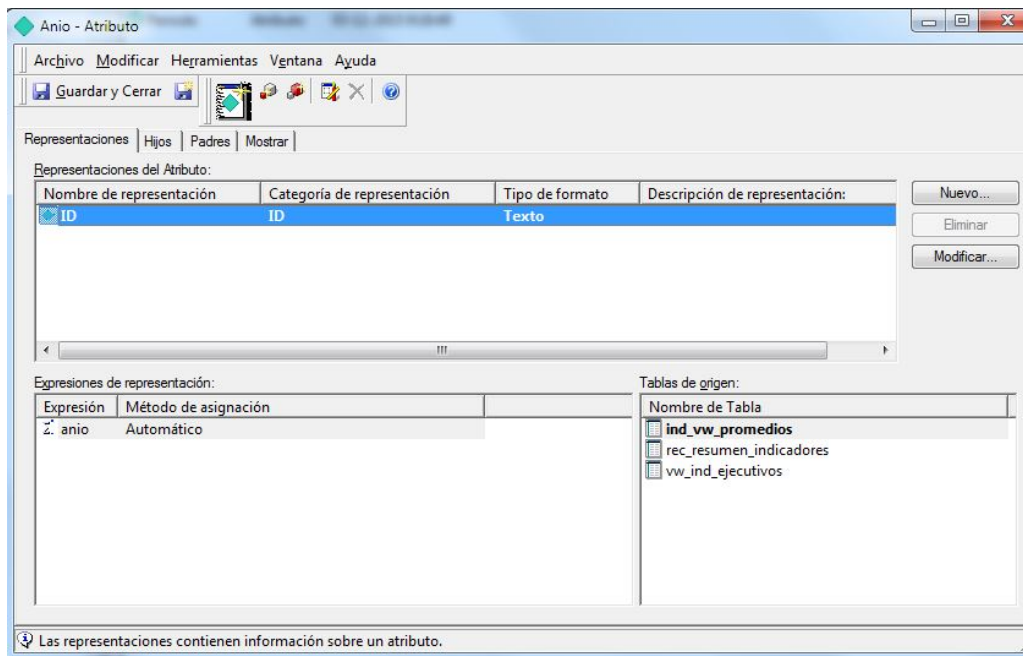 Anio - Atributo
Archivo Modificar Herramientas Ventana Ayuda
Guardar y Cerrar
Representaciones Hijos Padres Mostrar
Representaciones del Atributo:
Nombre de representación Categoría de representación Tipo de formato Descripción de representación:
ID ID Texto
Nuevo...
Eliminar
Modificar...
Expresiones de representación:
Expresión Método de asignación
anio Automático
Tablas de origen:
Nombre de Tabla
ind_vw_promedios
rec_resumen_indicadores
vw_ind_ejecutivos
Las representaciones contienen información sobre un atributo.